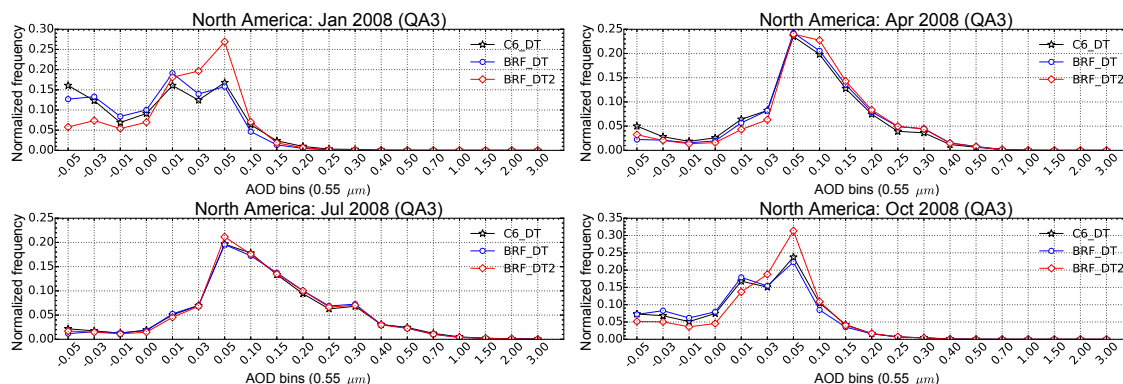 North America: Jan 2008 (QA3)
Normalized frequency
0.30
0.25
0.20
0.15
0.10
0.05
0.00
C6_DT
BRF_DT
BRF_DT2
-0.05 -0.03 -0.01 0.00 0.01 0.03 0.05 0.10 0.15 0.20 0.25 0.30 0.40 0.50 0.70 1.00 1.50 2.00 3.00
AOD bins (0.55 μm)
North America: Apr 2008 (QA3)
Normalized frequency
0.25
0.20
0.15
0.10
0.05
0.00
C6_DT
BRF_DT
BRF_DT2
-0.05 -0.03 -0.01 0.00 0.01 0.03 0.05 0.10 0.15 0.20 0.25 0.30 0.40 0.50 0.70 1.00 1.50 2.00 3.00
AOD bins (0.55 μm)
North America: Jul 2008 (QA3)
Normalized frequency
0.25
0.20
0.15
0.10
0.05
0.00
C6_DT
BRF_DT
BRF_DT2
-0.05 -0.03 -0.01 0.00 0.01 0.03 0.05 0.10 0.15 0.20 0.25 0.30 0.40 0.50 0.70 1.00 1.50 2.00 3.00
AOD bins (0.55 μm)
North America: Oct 2008 (QA3)
Normalized frequency
0.35
0.30
0.25
0.20
0.15
0.10
0.05
0.00
C6_DT
BRF_DT
BRF_DT2
-0.05 -0.03 -0.01 0.00 0.01 0.03 0.05 0.10 0.15 0.20 0.25 0.30 0.40 0.50 0.70 1.00 1.50 2.00 3.00
AOD bins (0.55 μm)